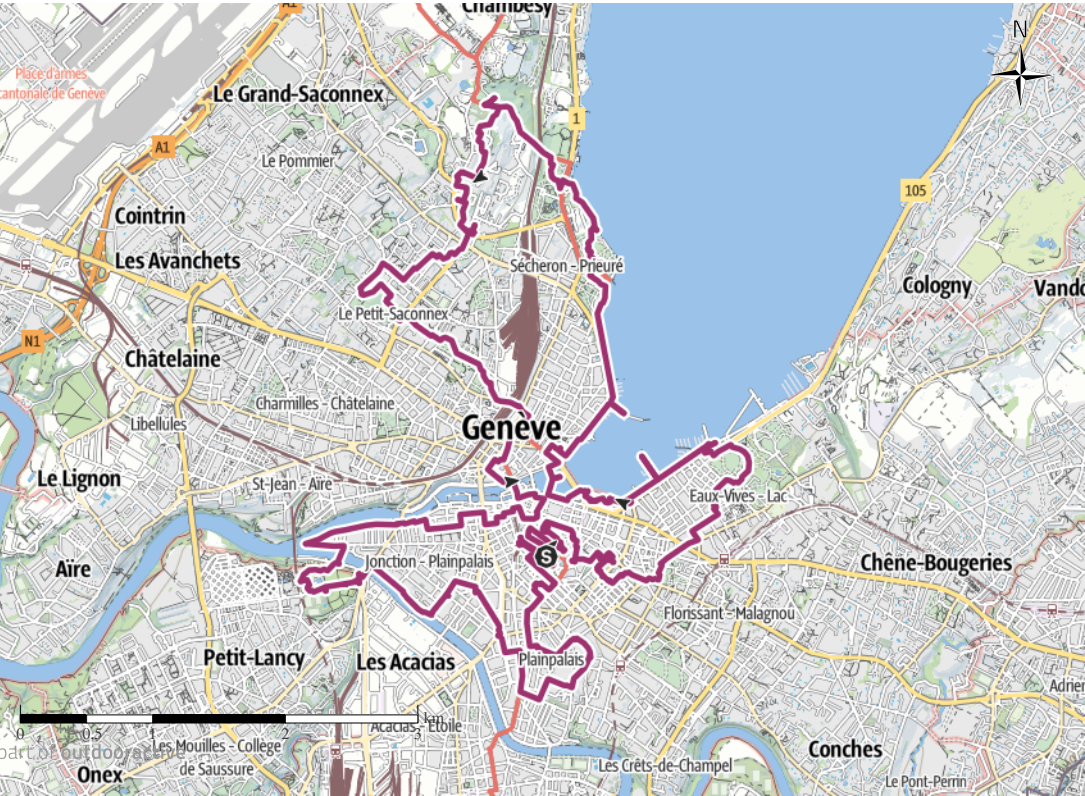 Chambésy
A1
N
Place d'armes
cantonale de Genève
Le Grand-Saconnex
1
A1
Le Pommier
105
Cointrin
Les Avanchets
Sécheron - Prieuré
Cologny
Le Petit-Saconnex
N1
Châtelaine
Charmilles - Châtelaine
Libellules
Genève
Le Lignon
St-Jean - Aïre
Eaux-Vives - Lac
Aïre
Jonction - Plainpalais
S
Chêne-Bougeries
Florissant - Malagnou
Petit-Lancy
Les Acacias
Plainpalais
0
0.5
1
2
3
km
Acacias - Etoile
part of outdooractive
Les Mouilles - Collège
de Saussure
Onex
Les Crêts-de-Champel
Conches
Le Pont-Perrin